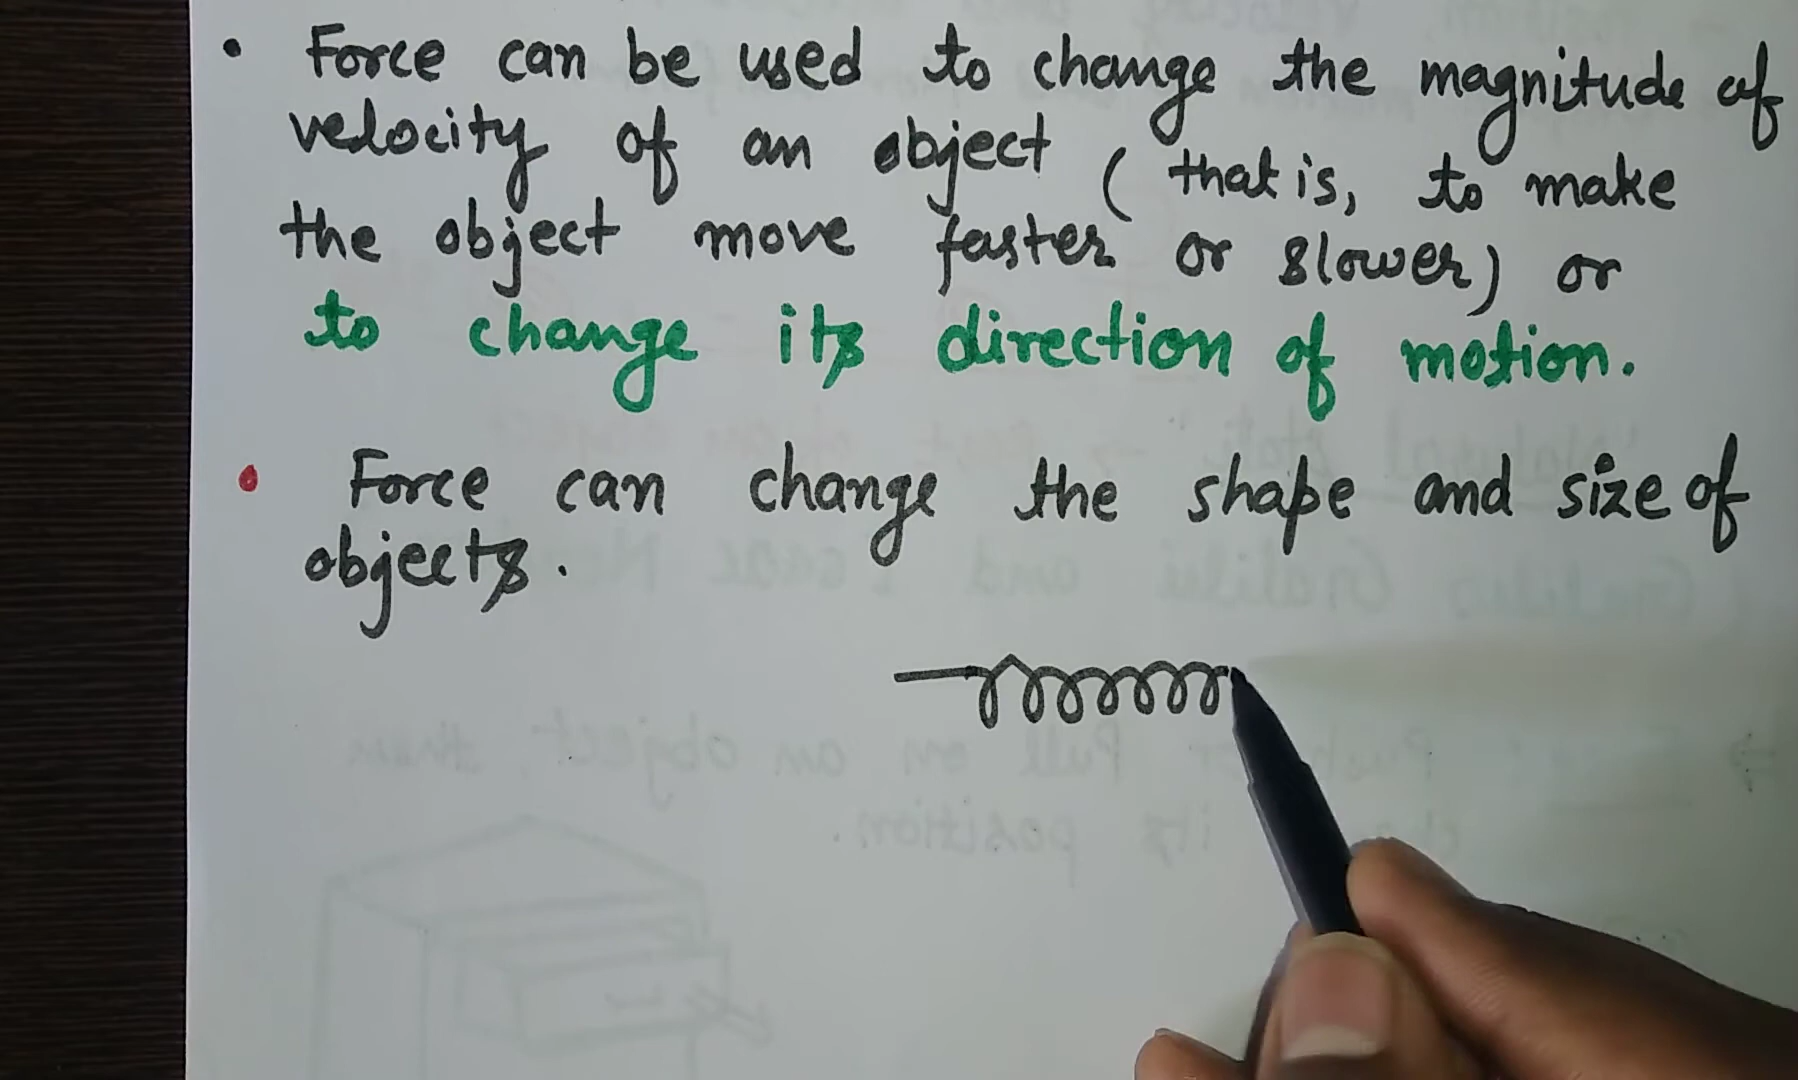 • Force can be used to change the magnitude of
velocity of an object ( that is, to make
the object move faster or slower) or
to change its direction of motion.
• Force can change the shape and size of
objects.